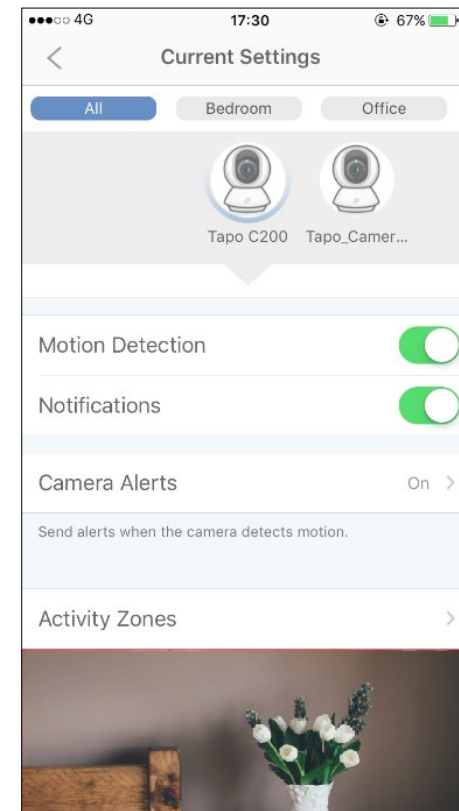 4G 17:30 67%
Current Settings
All Bedroom Office
Tapo C200 Tapo_Camer...
Motion Detection
Notifications
Camera Alerts On
Send alerts when the camera detects motion.
Activity Zones